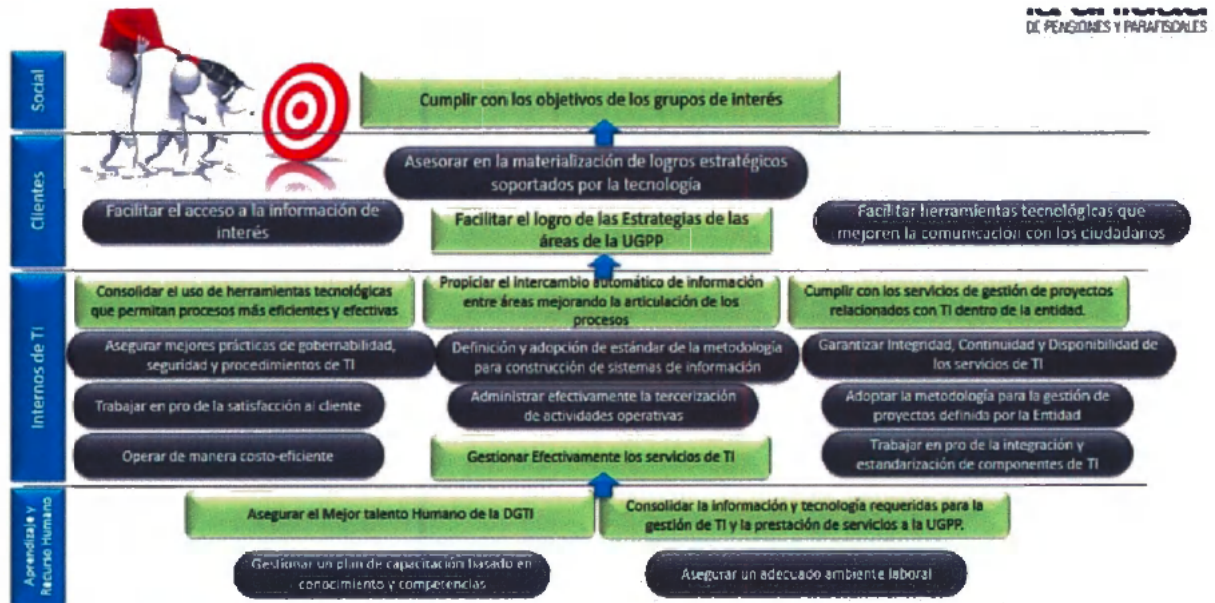 DE PENSIONES Y PARAFISCALES
Social
Cumplir con los objetivos de los grupos de interés
Clientes
Asesorar en la materialización de logros estratégicos
soportados por la tecnología
Facilitar el acceso a la información de
interés
Facilitar el logro de las Estrategias de las
áreas de la UGPP
Facilitar herramientas tecnológicas que
mejoren la comunicación con los ciudadanos
Internos de TI
Consolidar el uso de herramientas tecnológicas
que permitan procesos más eficientes y efectivas
Propiciar el intercambio automático de información
entre áreas mejorando la articulación de los
procesos
Cumplir con los servicios de gestión de proyectos
relacionados con TI dentro de la entidad.
Asegurar mejores prácticas de gobernabilidad,
seguridad y procedimientos de TI
Definición y adopción de estándar de la metodología
para construcción de sistemas de información
Garantizar Integridad, Continuidad y Disponibilidad de
los servicios de TI
Trabajar en pro de la satisfacción al cliente
Administrar efectivamente la tercerización
de actividades operativas
Adoptar la metodología para la gestión de
proyectos definida por la Entidad
Operar de manera costo-eficiente
Gestionar Efectivamente los servicios de TI
Trabajar en pro de la integración y
estandarización de componentes de TI
Aprendizaje y
Recurso Humano
Asegurar el Mejor talento Humano de la DGTI
Consolidar la información y tecnología requeridas para la
gestión de TI y la prestación de servicios a la UGPP.
Gestionar un plan de capacitación basado en
conocimiento y competencias
Asegurar un adecuado ambiente laboral